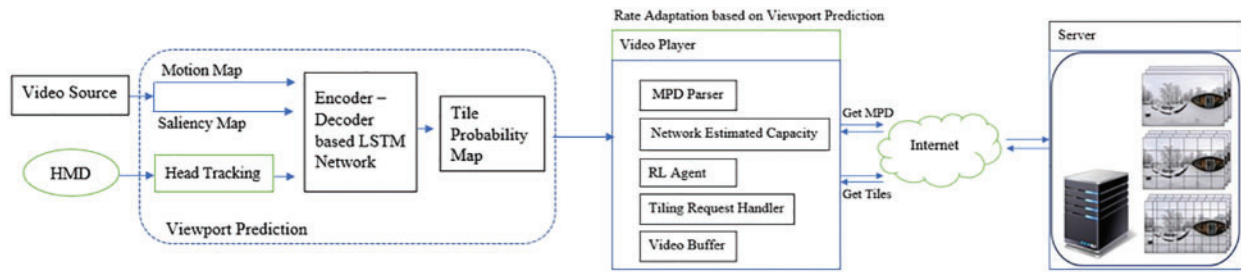 Rate Adaptation based on Viewport Prediction
Video Source
HMD
Motion Map
Saliency Map
Head Tracking
Encoder –
Decoder
based LSTM
Network
Tile
Probability
Map
Viewport Prediction
Video Player
MPD Parser
Network Estimated Capacity
RL Agent
Tiling Request Handler
Video Buffer
Get MPD
Get Tiles
Internet
Server